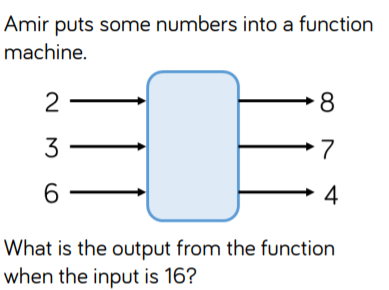 Amir puts some numbers into a function
machine.
2 8
3 7
6 4
What is the output from the function
when the input is 16?